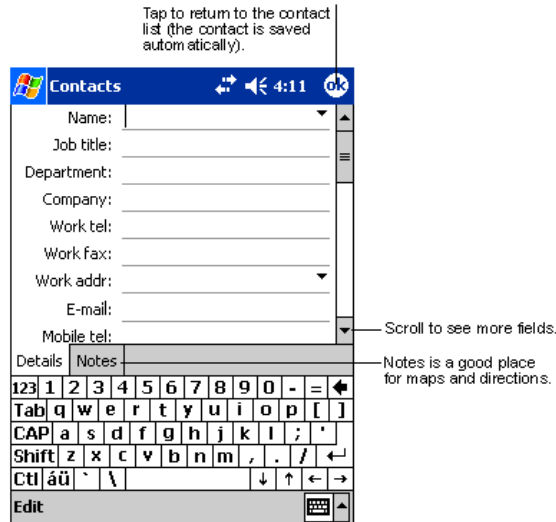 Tap to return to the contact
list (the contact is saved
automatically).
Contacts 4:11 ok
Name:
Job title:
Department:
Company:
Work tel:
Work fax:
Work addr:
E-mail:
Mobile tel:
Scroll to see more fields.
Details Notes
Notes is a good place
for maps and directions.
123 1 2 3 4 5 6 7 8 9 0 - =
Tab q w e r t y u i o p [ ]
CAP a s d f g h j k l ; '
Shift z x c v b n m , . /
Ctl áü ` \
Edit